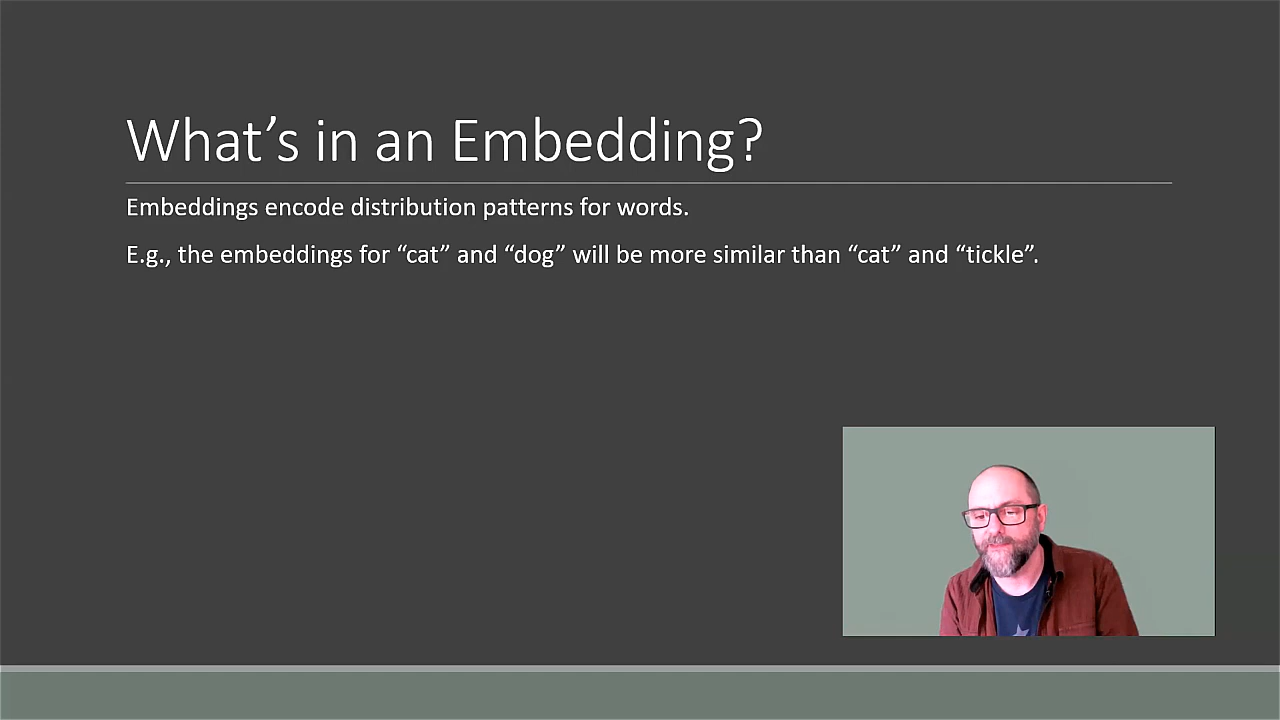 What’s in an Embedding?
Embeddings encode distribution patterns for words.
E.g., the embeddings for “cat” and “dog” will be more similar than “cat” and “tickle”.